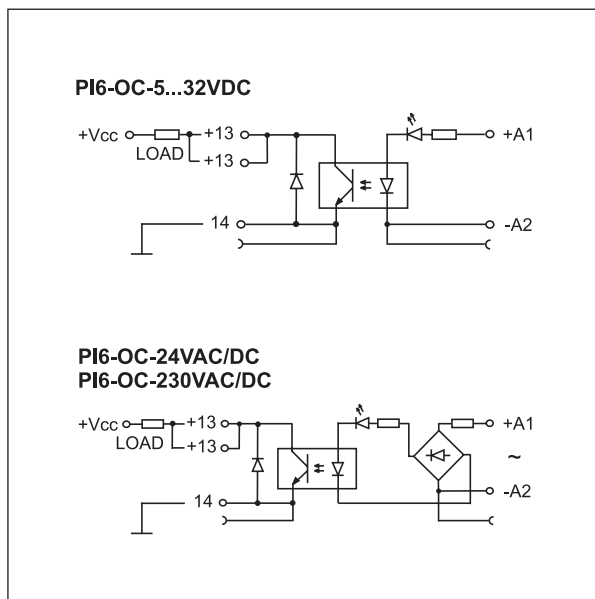 PI6-OC-5...32VDC
+Vcc LOAD +13 +A1
+13
14 -A2
PI6-OC-24VAC/DC
PI6-OC-230VAC/DC
+Vcc LOAD +13 +A1
+13 ~
14 -A2